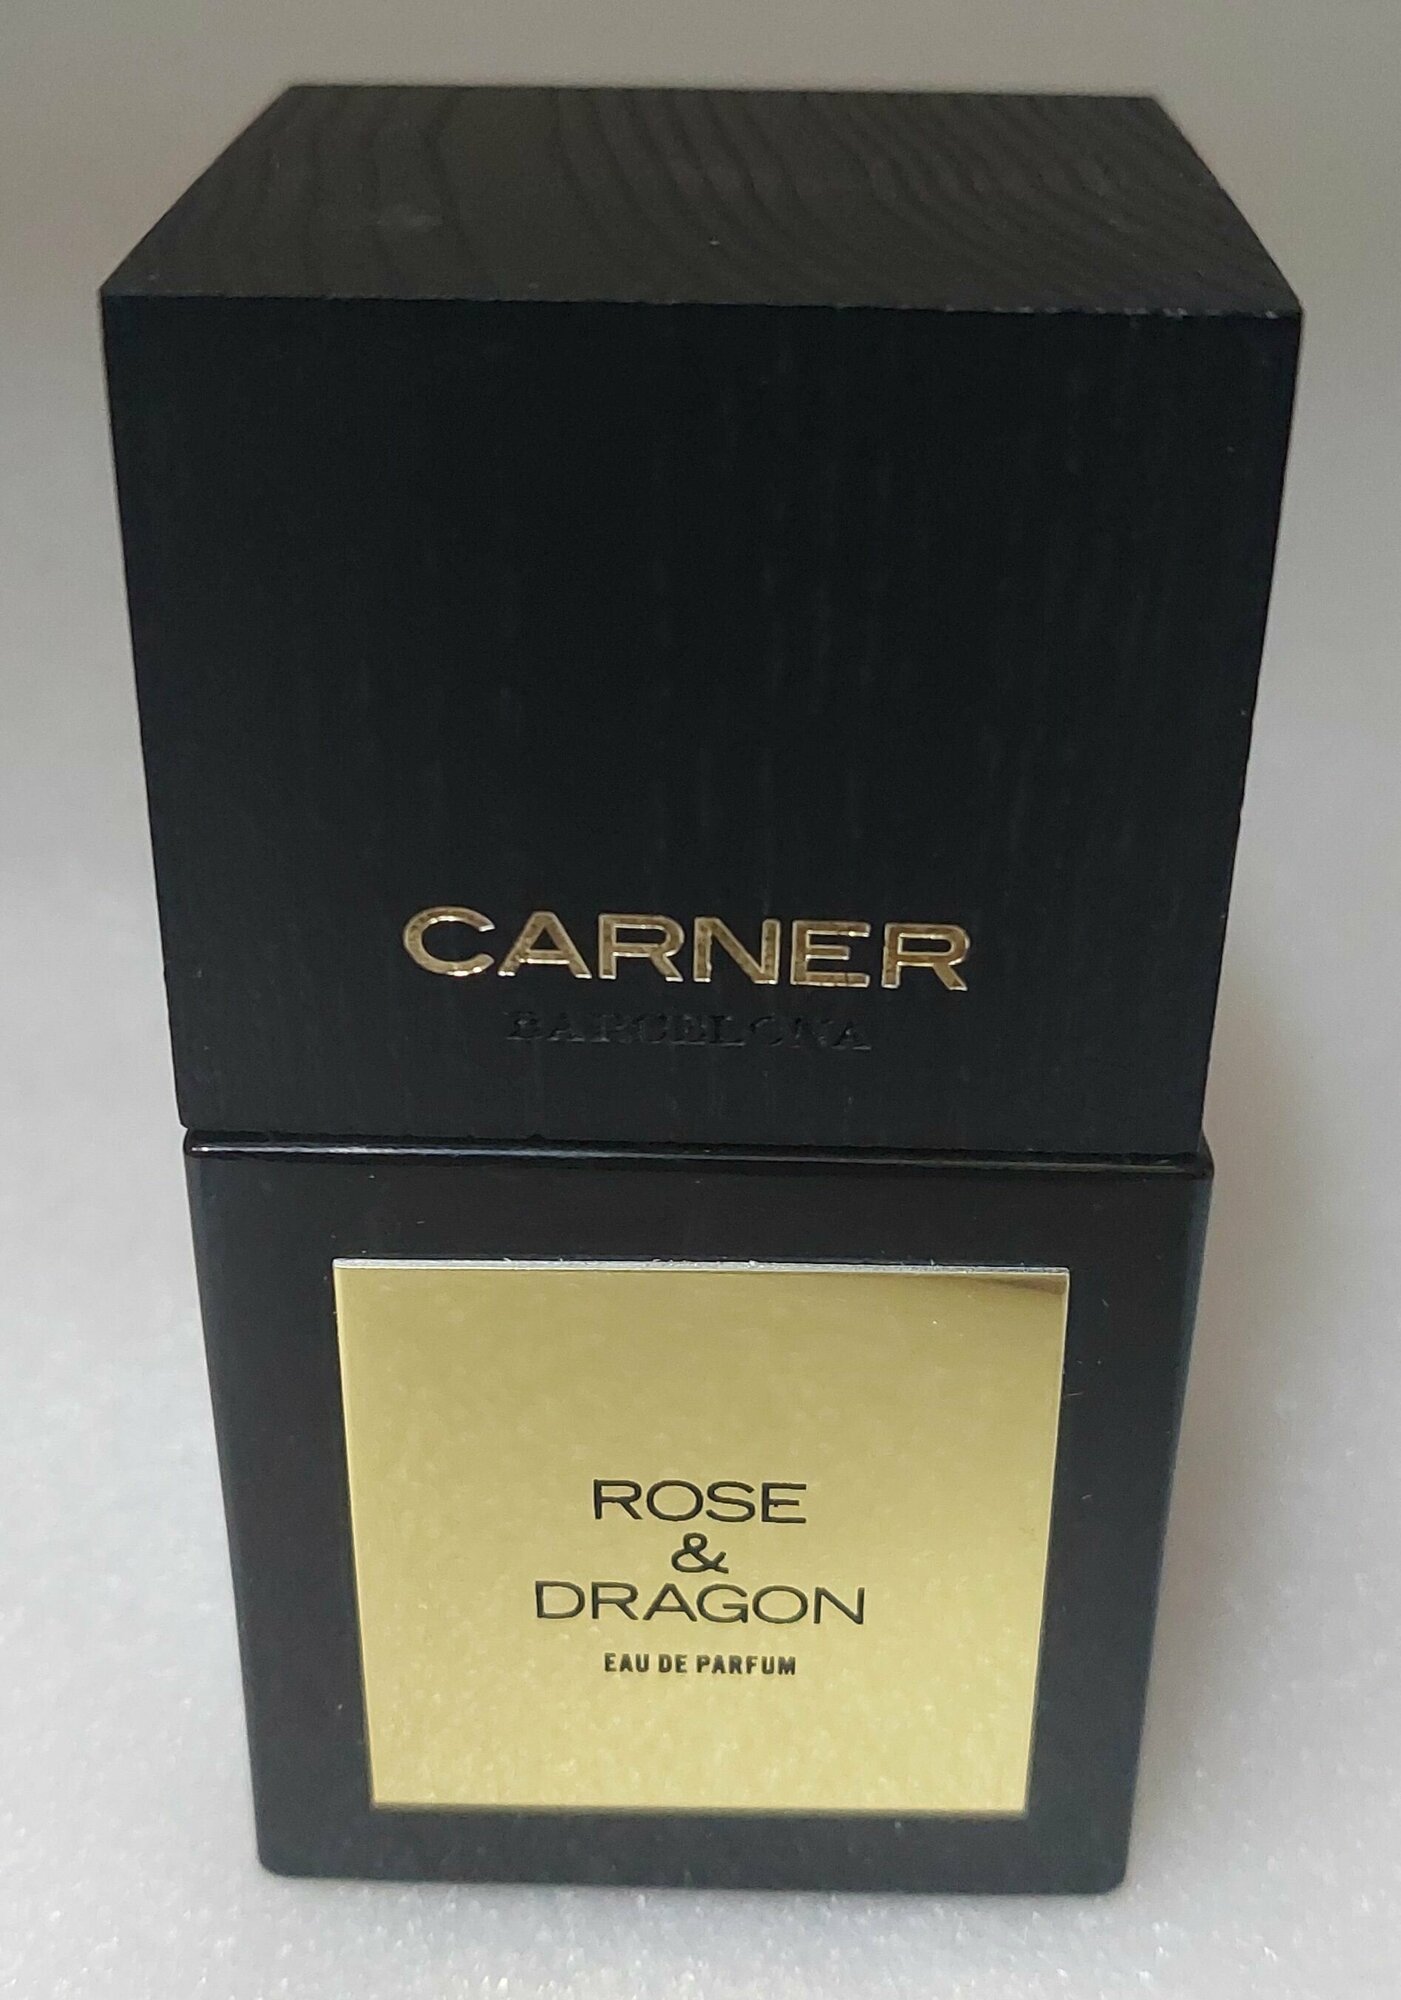 CARNER
BARCELONA
ROSE
&
DRAGON
EAU DE PARFUM